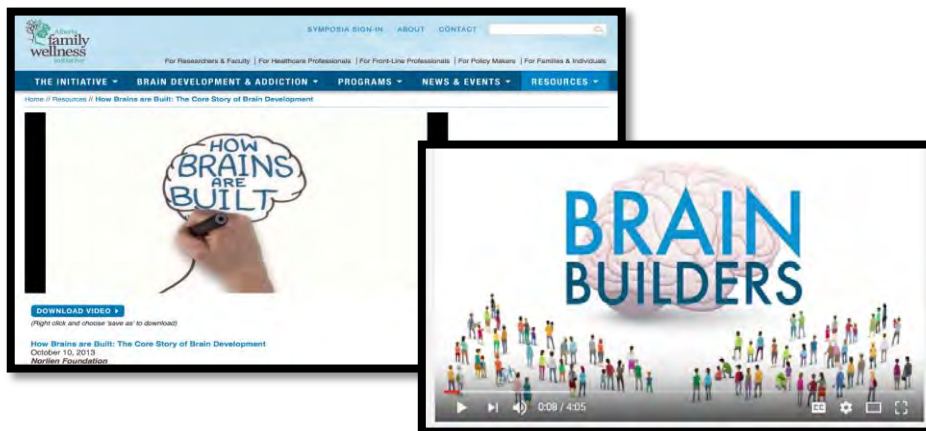 Alberta
family
wellness
initiative
SYMPOSIA SIGN-IN ABOUT CONTACT
For Researchers & Faculty | For Healthcare Professionals | For Front-Line Professionals | For Policy Makers | For Families & Individuals
THE INITIATIVE BRAIN DEVELOPMENT & ADDICTION PROGRAMS NEWS & EVENTS RESOURCES
Home // Resources // How Brains are Built: The Core Story of Brain Development
HOW
BRAINS
ARE
BUILT
DOWNLOAD VIDEO
(Right click and choose 'save as' to download)
How Brains are Built: The Core Story of Brain Development
October 10, 2013
Norlien Foundation
BRAIN
BUILDERS
0:08 / 4:05
CC